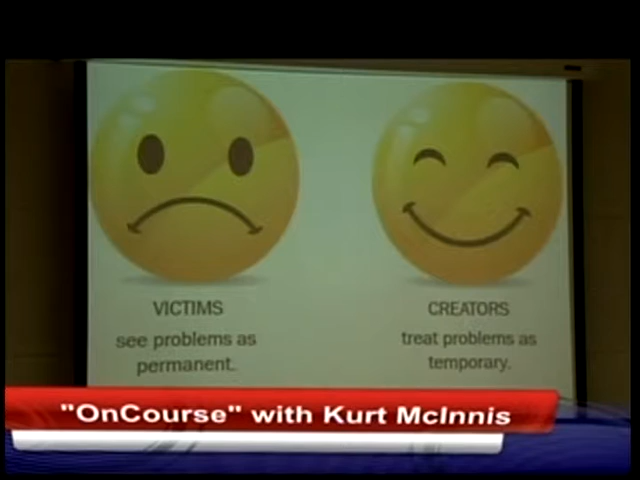 VICTIMS
see problems as
permanent.
CREATORS
treat problems as
temporary.
"OnCourse" with Kurt McInnis